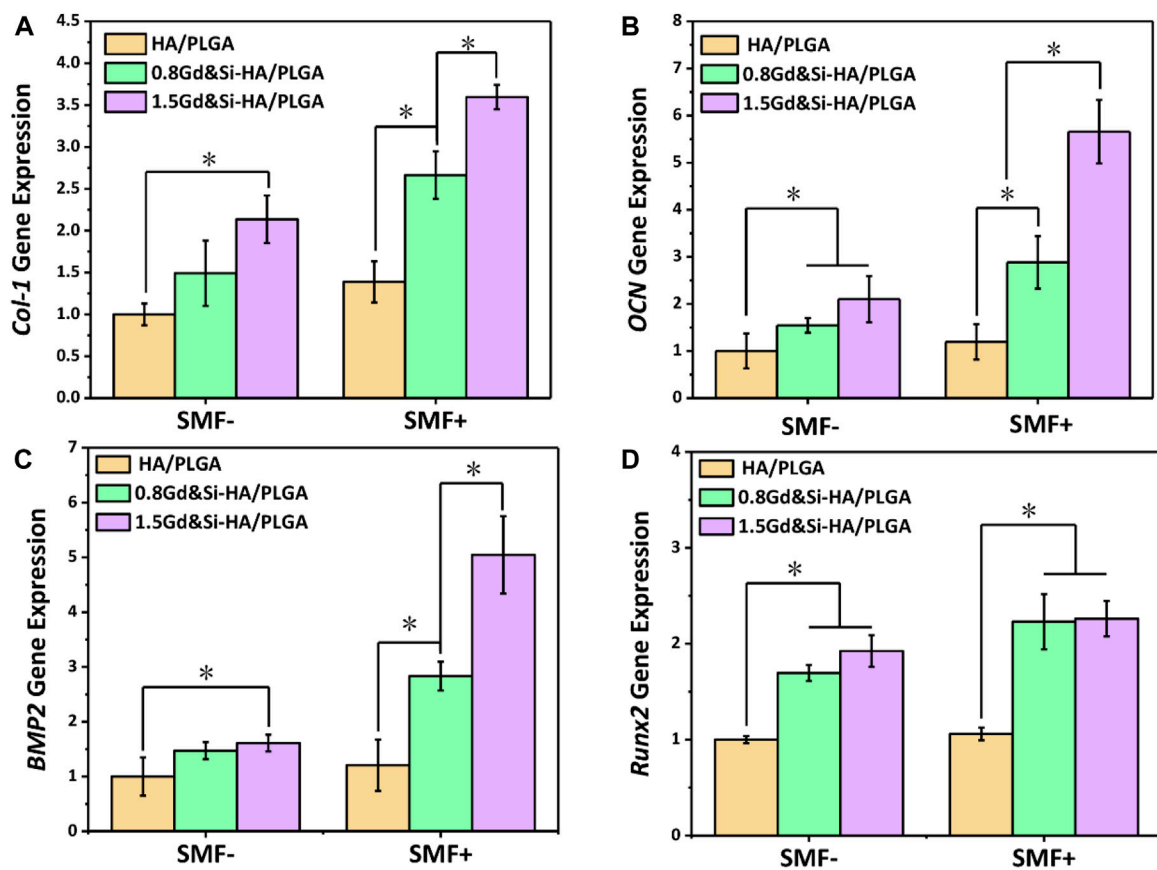 A
4.5
4.0
3.5
3.0
2.5
2.0
1.5
1.0
0.5
0.0
Col-1 Gene Expression
HA/PLGA
0.8Gd&Si-HA/PLGA
1.5Gd&Si-HA/PLGA
*
*
*
SMF-
SMF+
B
8
7
6
5
4
3
2
1
0
OCN Gene Expression
HA/PLGA
0.8Gd&Si-HA/PLGA
1.5Gd&Si-HA/PLGA
*
*
*
SMF-
SMF+
C
7
6
5
4
3
2
1
0
BMP2 Gene Expression
HA/PLGA
0.8Gd&Si-HA/PLGA
1.5Gd&Si-HA/PLGA
*
*
*
SMF-
SMF+
D
4
3
2
1
0
Runx2 Gene Expression
HA/PLGA
0.8Gd&Si-HA/PLGA
1.5Gd&Si-HA/PLGA
*
*
SMF-
SMF+